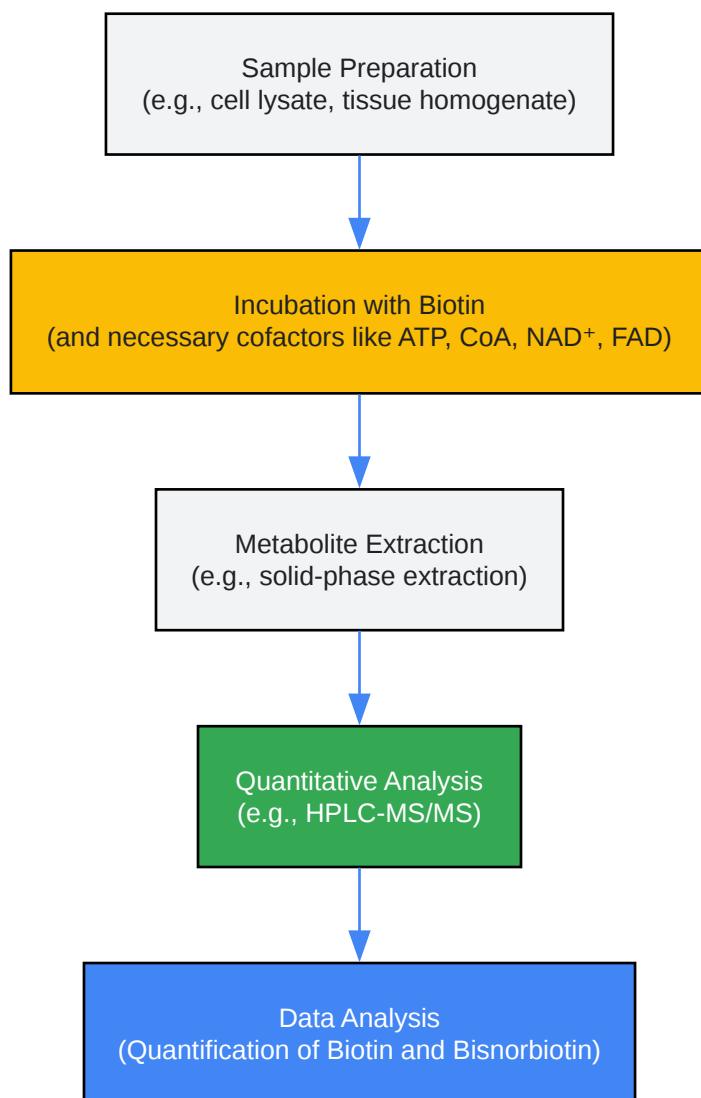 Sample Preparation
(e.g., cell lysate, tissue homogenate)
Incubation with Biotin
(and necessary cofactors like ATP, CoA, NAD⁺, FAD)
Metabolite Extraction
(e.g., solid-phase extraction)
Quantitative Analysis
(e.g., HPLC-MS/MS)
Data Analysis
(Quantification of Biotin and Bisnorbiotin)